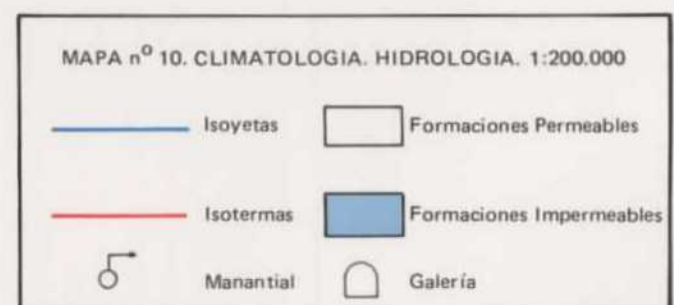 MAPA nº 10. CLIMATOLOGIA. HIDROLOGIA. 1:200.000
Isoyetas Formaciones Permeables
Isotermas Formaciones Impermeables
Manantial Galería